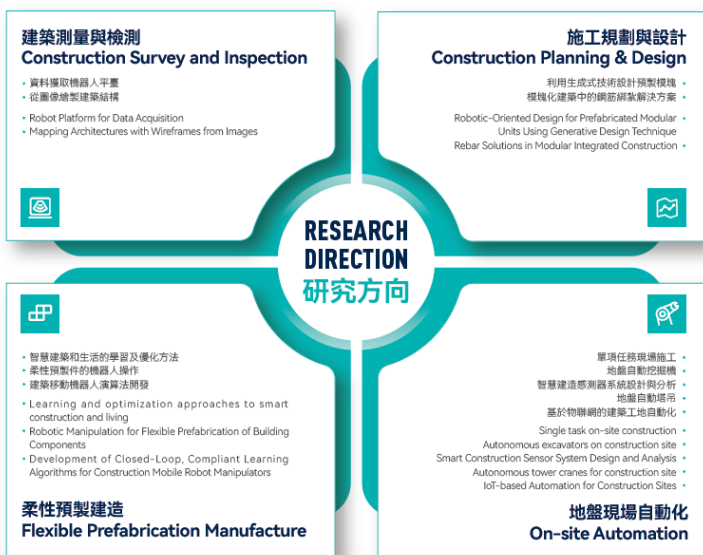 建築測量與檢測
Construction Survey and Inspection
• 資料獲取機器人平臺
• 從圖像繪製建築結構
• Robot Platform for Data Acquisition
• Mapping Architectures with Wireframes from Images
施工規劃與設計
Construction Planning & Design
利用生成式技術設計預製模塊 •
模塊化建築中的鋼筋綁紮解決方案 •
Robotic-Oriented Design for Prefabricated Modular •
Units Using Generative Design Technique
Rebar Solutions in Modular Integrated Construction •
RESEARCH
DIRECTION
研究方向
• 智慧建築和生活的學習及優化方法
• 柔性預製件的機器人操作
• 建築移動機器人演算法開發
• Learning and optimization approaches to smart
construction and living
• Robotic Manipulation for Flexible Prefabrication of Building
Components
• Development of Closed-Loop, Compliant Learning
Algorithms for Construction Mobile Robot Manipulators
柔性預製建造
Flexible Prefabrication Manufacture
單項任務現場施工 •
地盤自動挖掘機 •
智慧建造感測器系統設計與分析 •
地盤自動塔吊 •
基於物聯網的建築工地自動化 •
Single task on-site construction •
Autonomous excavators on construction site •
Smart Construction Sensor System Design and Analysis •
Autonomous tower cranes for construction site •
IoT-based Automation for Construction Sites •
地盤現場自動化
On-site Automation